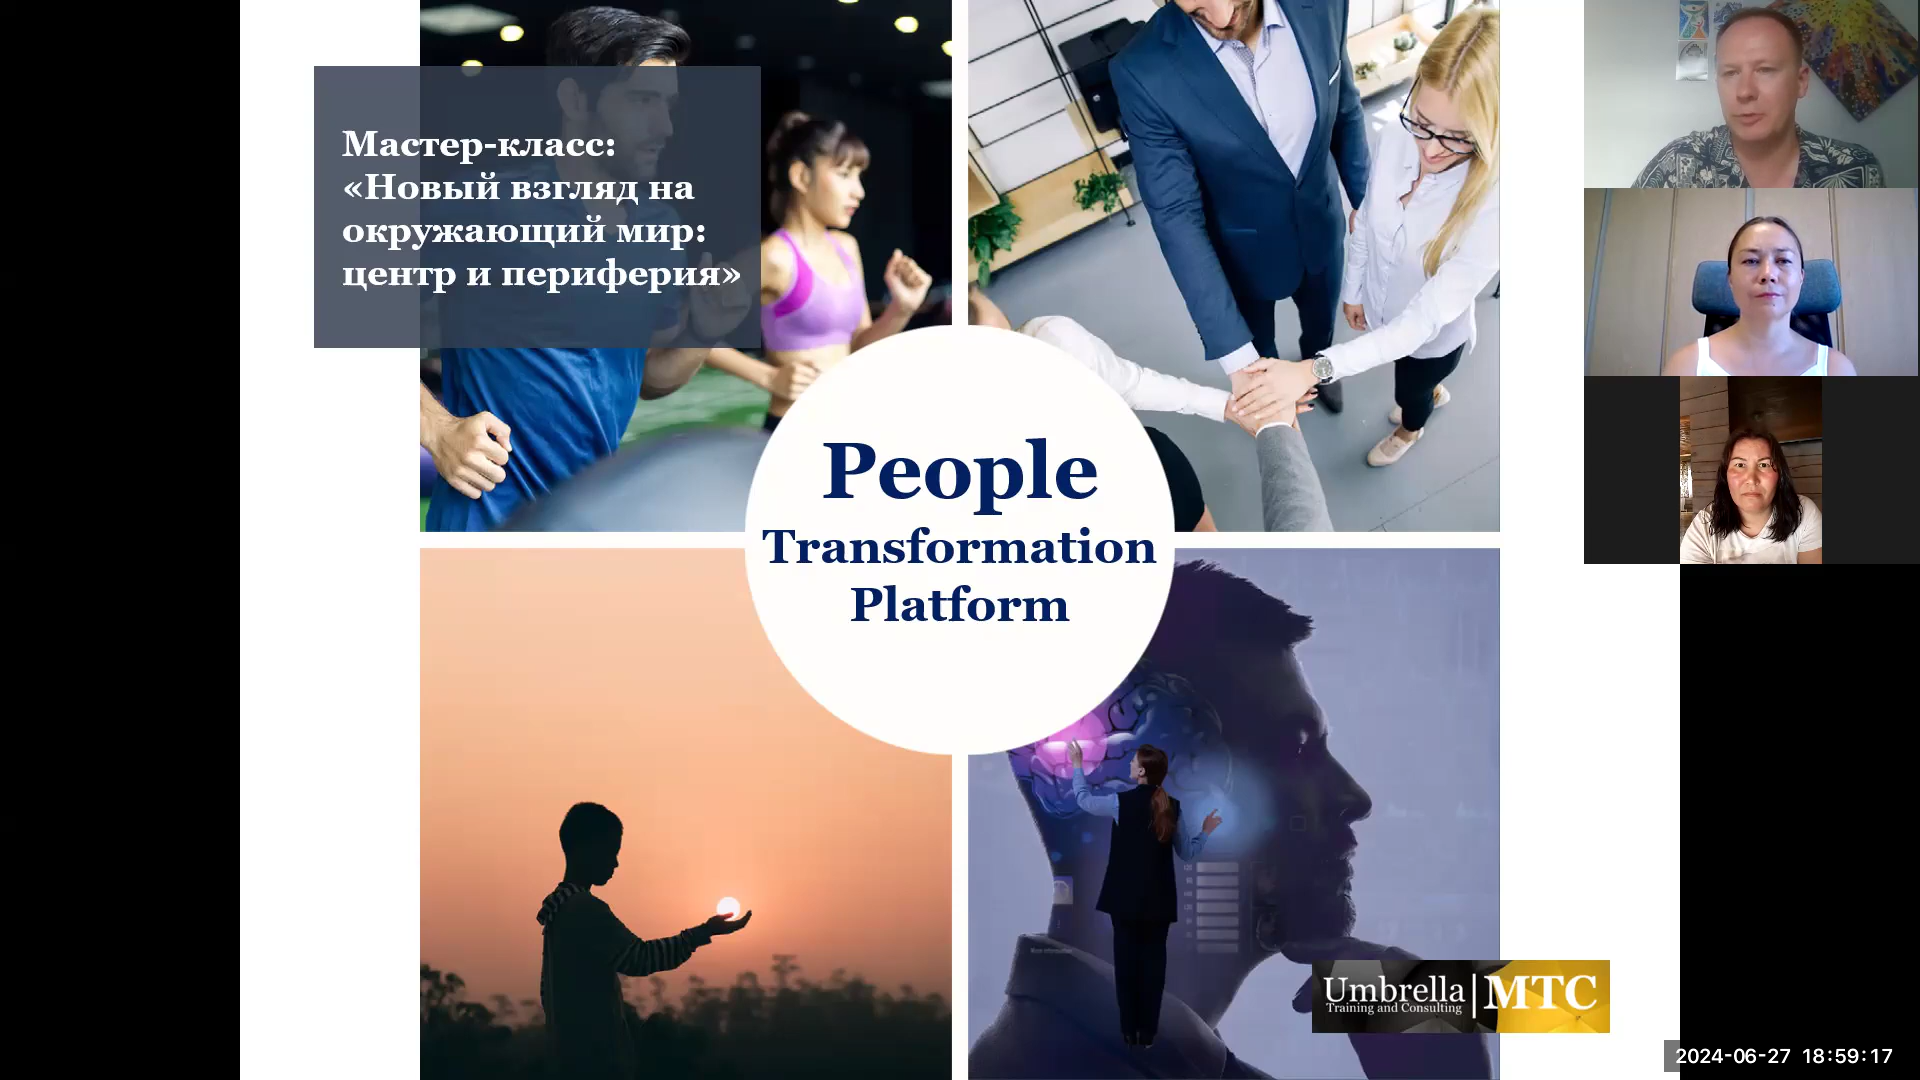 Мастер-класс:
«Новый взгляд на
окружающий мир:
центр и периферия»
People
Transformation
Platform
Umbrella
Training and Consulting
MTC
2024-06-27 18:59:17